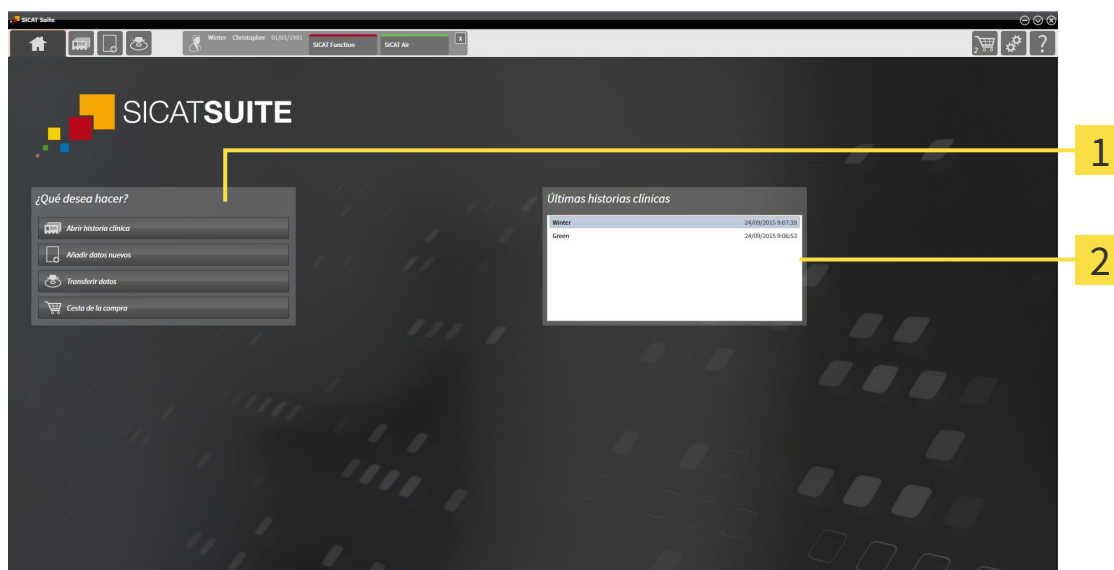 SICAT Suite
Winter Christopher 01/01/1981
SICAT Function
SICAT Air
X
2
?
SICATSUITE
1
¿Qué desea hacer?
Abrir historia clínica
Añadir datos nuevos
Transferir datos
Cesta de la compra
Últimas historias clínicas
Winter 24/09/2015 9:07:39
Green 24/09/2015 9:06:53
2